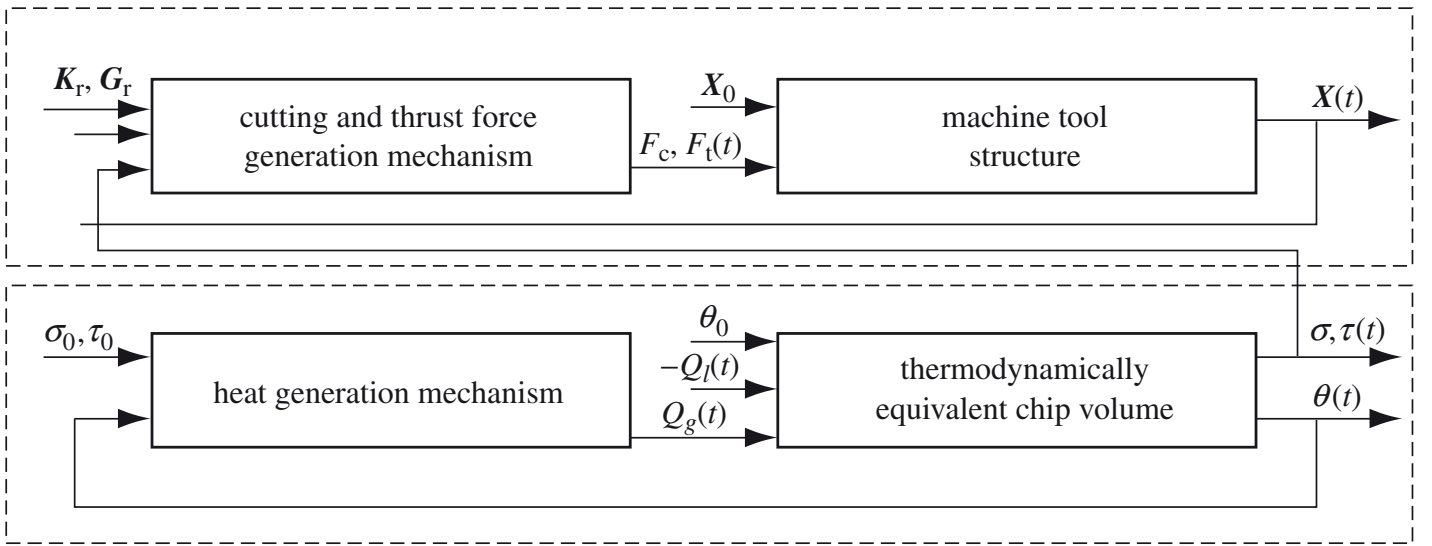 K_r, G_r
cutting and thrust force
generation mechanism
F_c, F_t(t)
X_0
machine tool
structure
X(t)
σ_0, τ_0
heat generation mechanism
θ_0
−Q_l(t)
Q_g(t)
thermodynamically
equivalent chip volume
σ, τ(t)
θ(t)